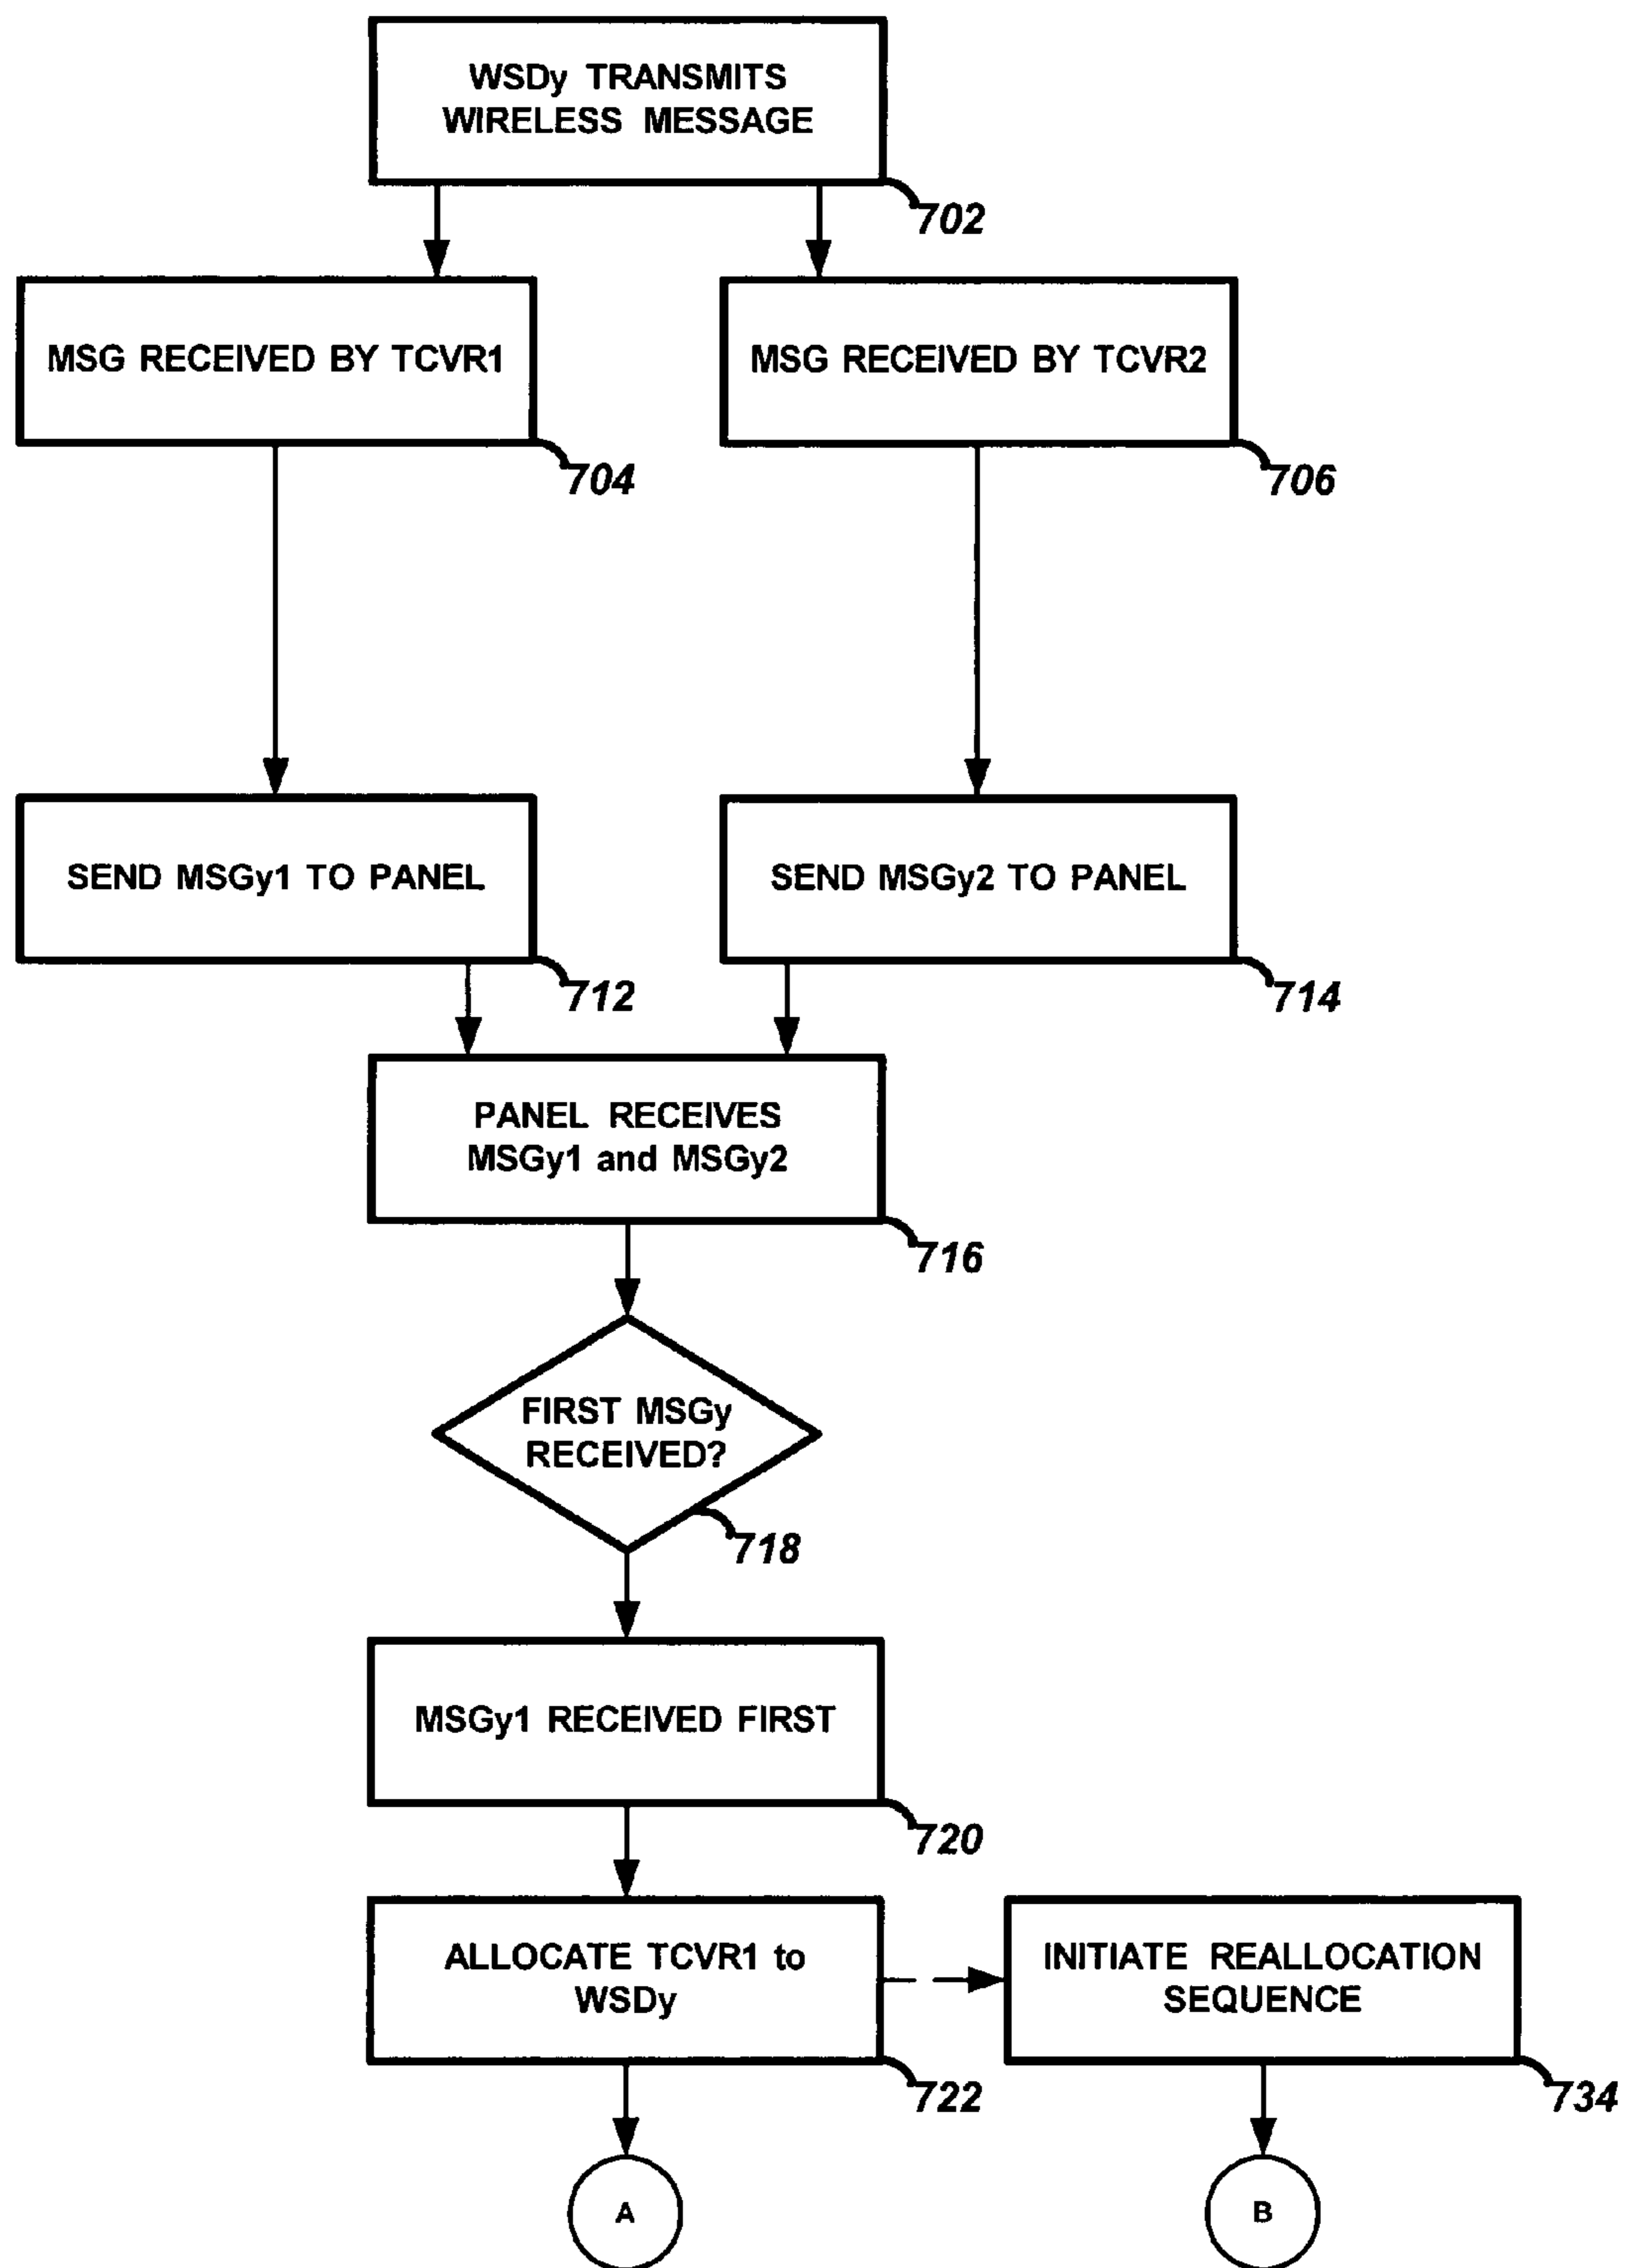 WSDy TRANSMITS
WIRELESS MESSAGE
702
MSG RECEIVED BY TCVR1
704
MSG RECEIVED BY TCVR2
706
SEND MSGy1 TO PANEL
712
SEND MSGy2 TO PANEL
714
PANEL RECEIVES
MSGy1 and MSGy2
716
FIRST MSGy
RECEIVED?
718
MSGy1 RECEIVED FIRST
720
ALLOCATE TCVR1 to
WSDy
722
INITIATE REALLOCATION
SEQUENCE
734
A
B